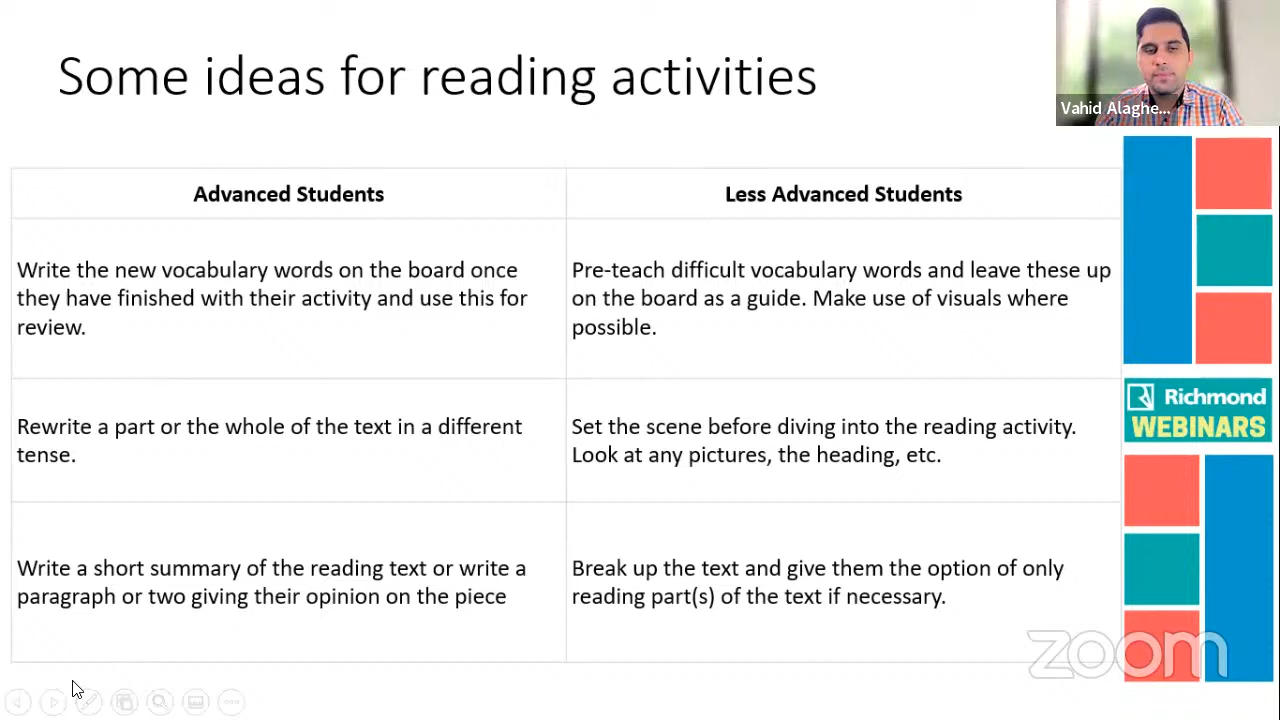 Some ideas for reading activities
Vahid Alaghe...
Advanced Students
Less Advanced Students
Write the new vocabulary words on the board once
they have finished with their activity and use this for
review.
Pre-teach difficult vocabulary words and leave these up
on the board as a guide. Make use of visuals where
possible.
Rewrite a part or the whole of the text in a different
tense.
Set the scene before diving into the reading activity.
Look at any pictures, the heading, etc.
Write a short summary of the reading text or write a
paragraph or two giving their opinion on the piece
Break up the text and give them the option of only
reading part(s) of the text if necessary.
Richmond
WEBINARS
zoom